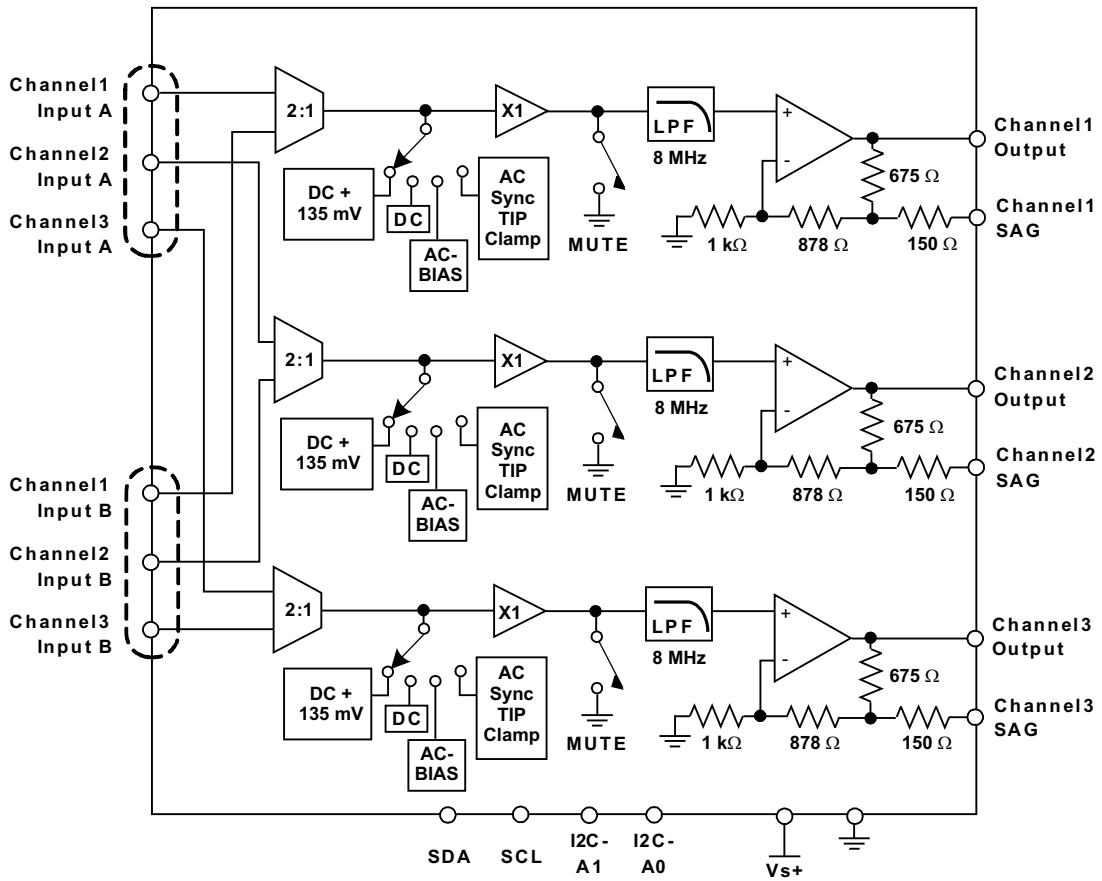 Channel1
Input A
Channel2
Input A
Channel3
Input A
2:1
X1
LPF
8 MHz
+
-
Channel1
Output
675 Ω
Channel1
SAG
DC +
135 mV
DC
AC-
BIAS
AC
Sync
TIP
Clamp
MUTE
1 kΩ
878 Ω
150 Ω
2:1
X1
LPF
8 MHz
+
-
Channel2
Output
675 Ω
Channel2
SAG
DC +
135 mV
DC
AC-
BIAS
AC
Sync
TIP
Clamp
MUTE
1 kΩ
878 Ω
150 Ω
Channel1
Input B
Channel2
Input B
Channel3
Input B
2:1
X1
LPF
8 MHz
+
-
Channel3
Output
675 Ω
Channel3
SAG
DC +
135 mV
DC
AC-
BIAS
AC
Sync
TIP
Clamp
MUTE
1 kΩ
878 Ω
150 Ω
SDA
SCL
I2C-
A1
I2C-
A0
Vs+